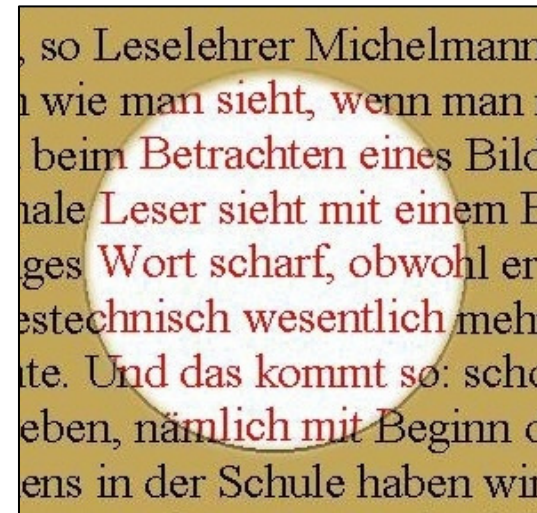 , so Leselehrer Michelmann
wie man sieht, wenn man
beim Betrachten eines Bild
nale Leser sieht mit einem
ges Wort scharf, obwohl er
estechnisch wesentlich meh
te. Und das kommt so: scho
eben, nämlich mit Beginn
ens in der Schule haben wir